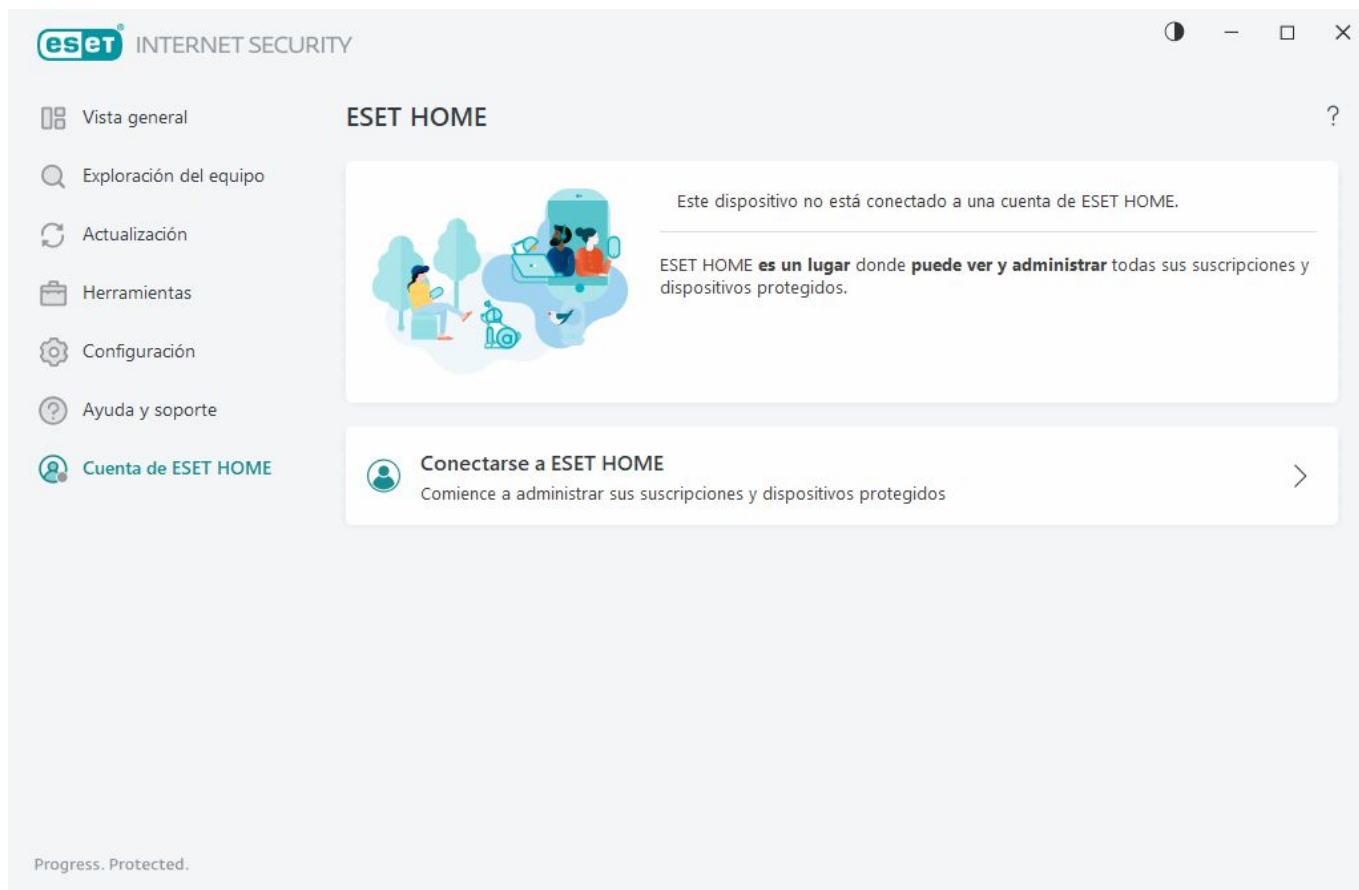 eset® INTERNET SECURITY
Vista general
Exploración del equipo
Actualización
Herramientas
Configuración
Ayuda y soporte
Cuenta de ESET HOME
ESET HOME
?
Este dispositivo no está conectado a una cuenta de ESET HOME.
ESET HOME es un lugar donde puede ver y administrar todas sus suscripciones y
dispositivos protegidos.
Conectarse a ESET HOME
Comience a administrar sus suscripciones y dispositivos protegidos
Progress. Protected.